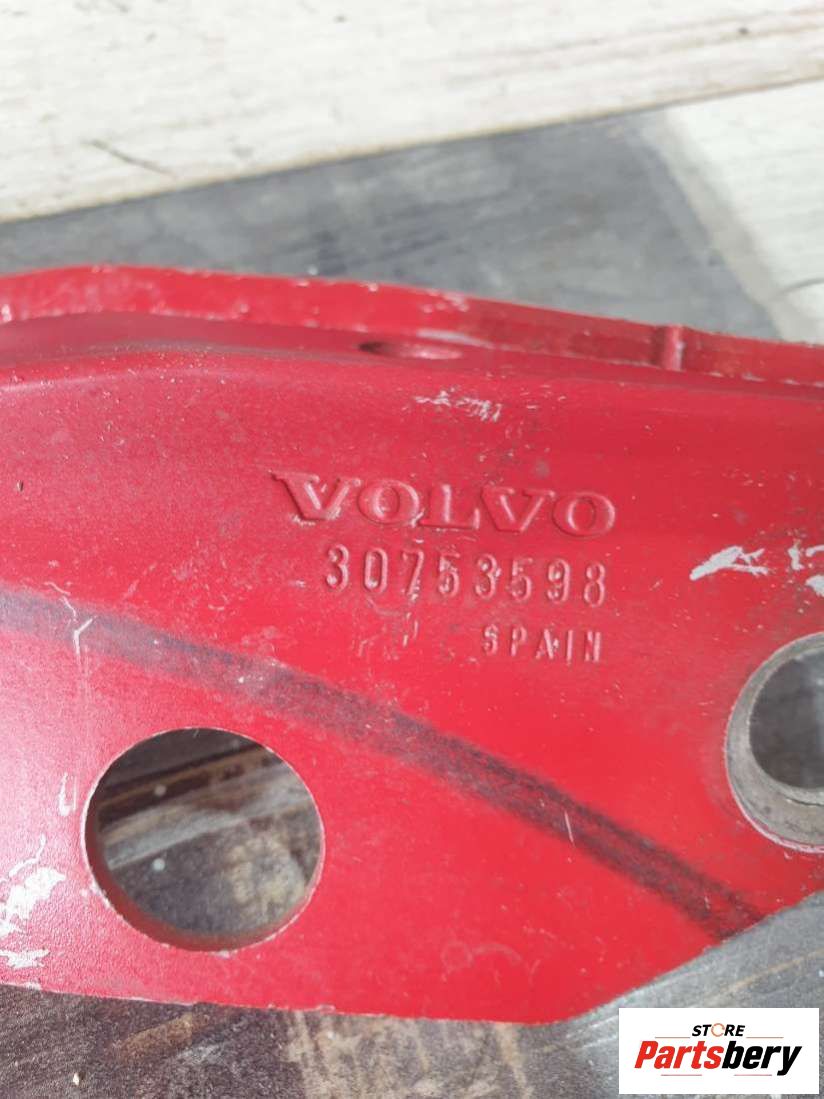 VOLVO
30753598
SPAIN
STORE
Partsbery